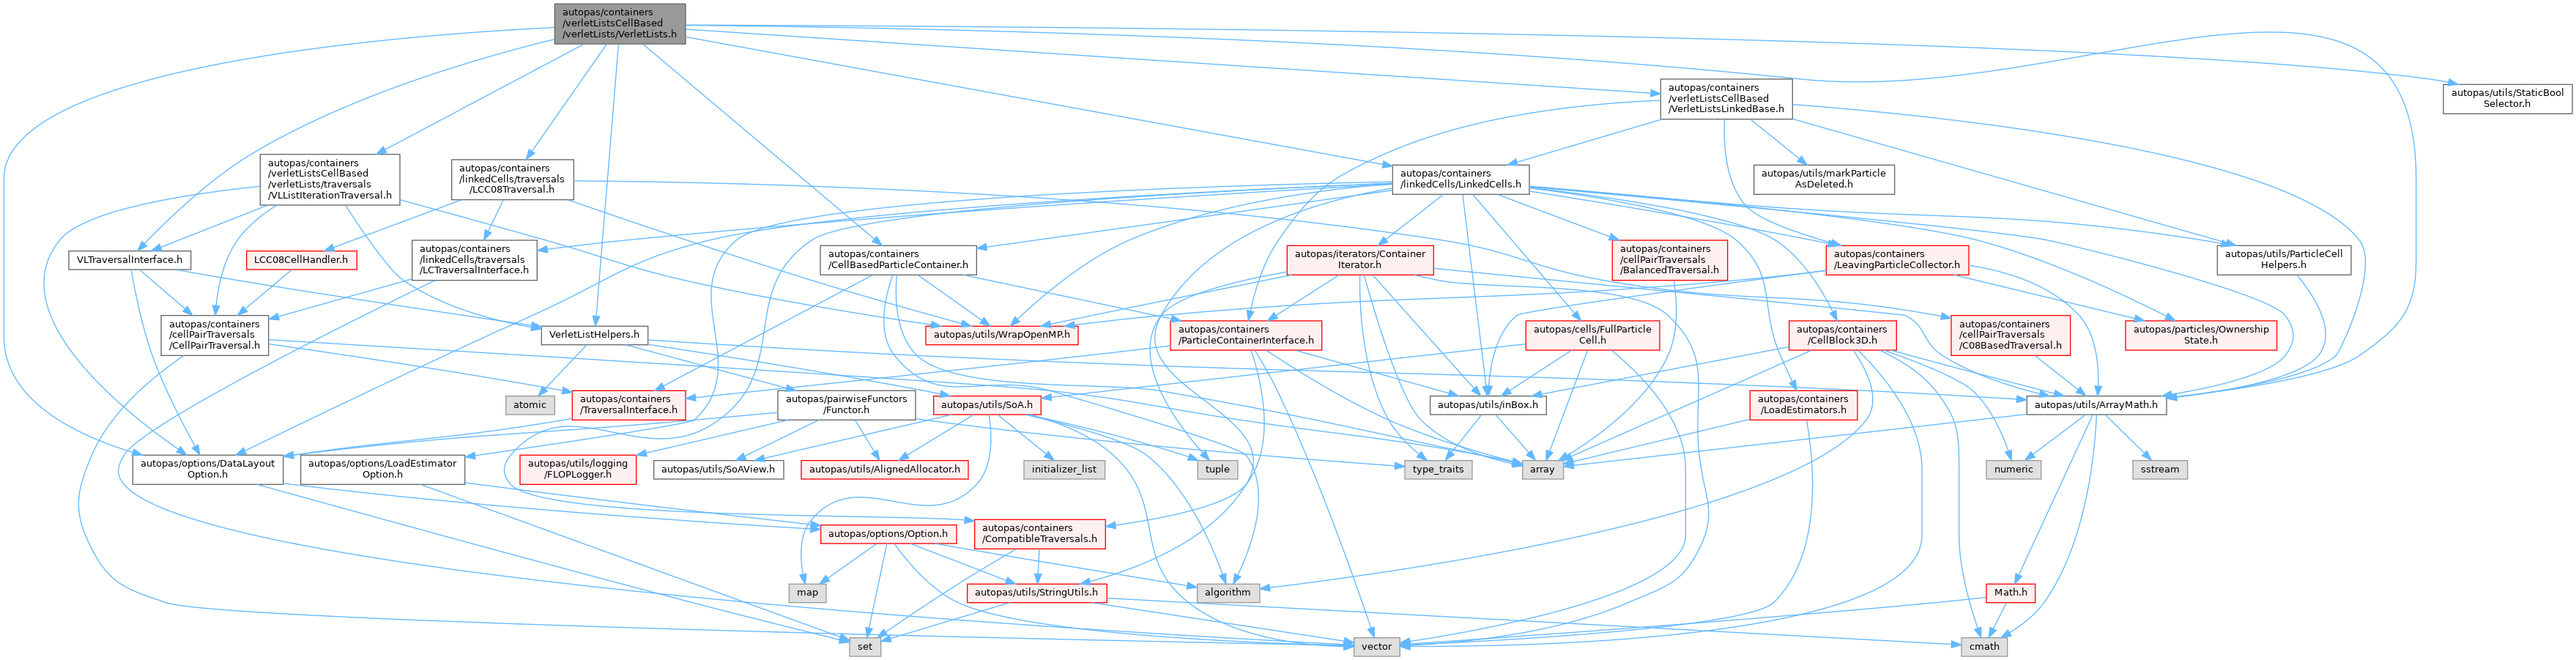 autopas/containers
/verletListsCellBased
/verletLists/VerletLists.h
autopas/containers
/verletListsCellBased
/VerletListsLinkedBase.h
autopas/utils/StaticBool
Selector.h
autopas/containers
/verletListsCellBased
/verletLists/traversals
/VLListIterationTraversal.h
autopas/containers
/linkedCells/traversals
/LCC08Traversal.h
autopas/containers
/linkedCells/LinkedCells.h
autopas/utils/markParticle
AsDeleted.h
VLTraversalInterface.h
LCC08CellHandler.h
autopas/containers
/linkedCells/traversals
/LCTraversalInterface.h
autopas/containers
/CellBasedParticleContainer.h
autopas/iterators/Container
Iterator.h
autopas/containers
/cellPairTraversals
/BalancedTraversal.h
autopas/containers
/LeavingParticleCollector.h
autopas/utils/ParticleCell
Helpers.h
autopas/containers
/cellPairTraversals
/CellPairTraversal.h
VerletListHelpers.h
autopas/utils/WrapOpenMP.h
autopas/containers
/ParticleContainerInterface.h
autopas/cells/FullParticle
Cell.h
autopas/containers
/CellBlock3D.h
autopas/containers
/cellPairTraversals
/C08BasedTraversal.h
autopas/particles/Ownership
State.h
atomic
autopas/containers
/TraversalInterface.h
autopas/pairwiseFunctors
/Functor.h
autopas/utils/SoA.h
autopas/utils/inBox.h
autopas/containers
/LoadEstimators.h
autopas/utils/ArrayMath.h
autopas/options/DataLayout
Option.h
autopas/options/LoadEstimator
Option.h
autopas/utils/logging
/FLOPLogger.h
autopas/utils/SoAView.h
autopas/utils/AlignedAllocator.h
initializer_list
tuple
type_traits
array
numeric
sstream
autopas/options/Option.h
autopas/containers
/CompatibleTraversals.h
map
autopas/utils/StringUtils.h
algorithm
Math.h
set
vector
cmath